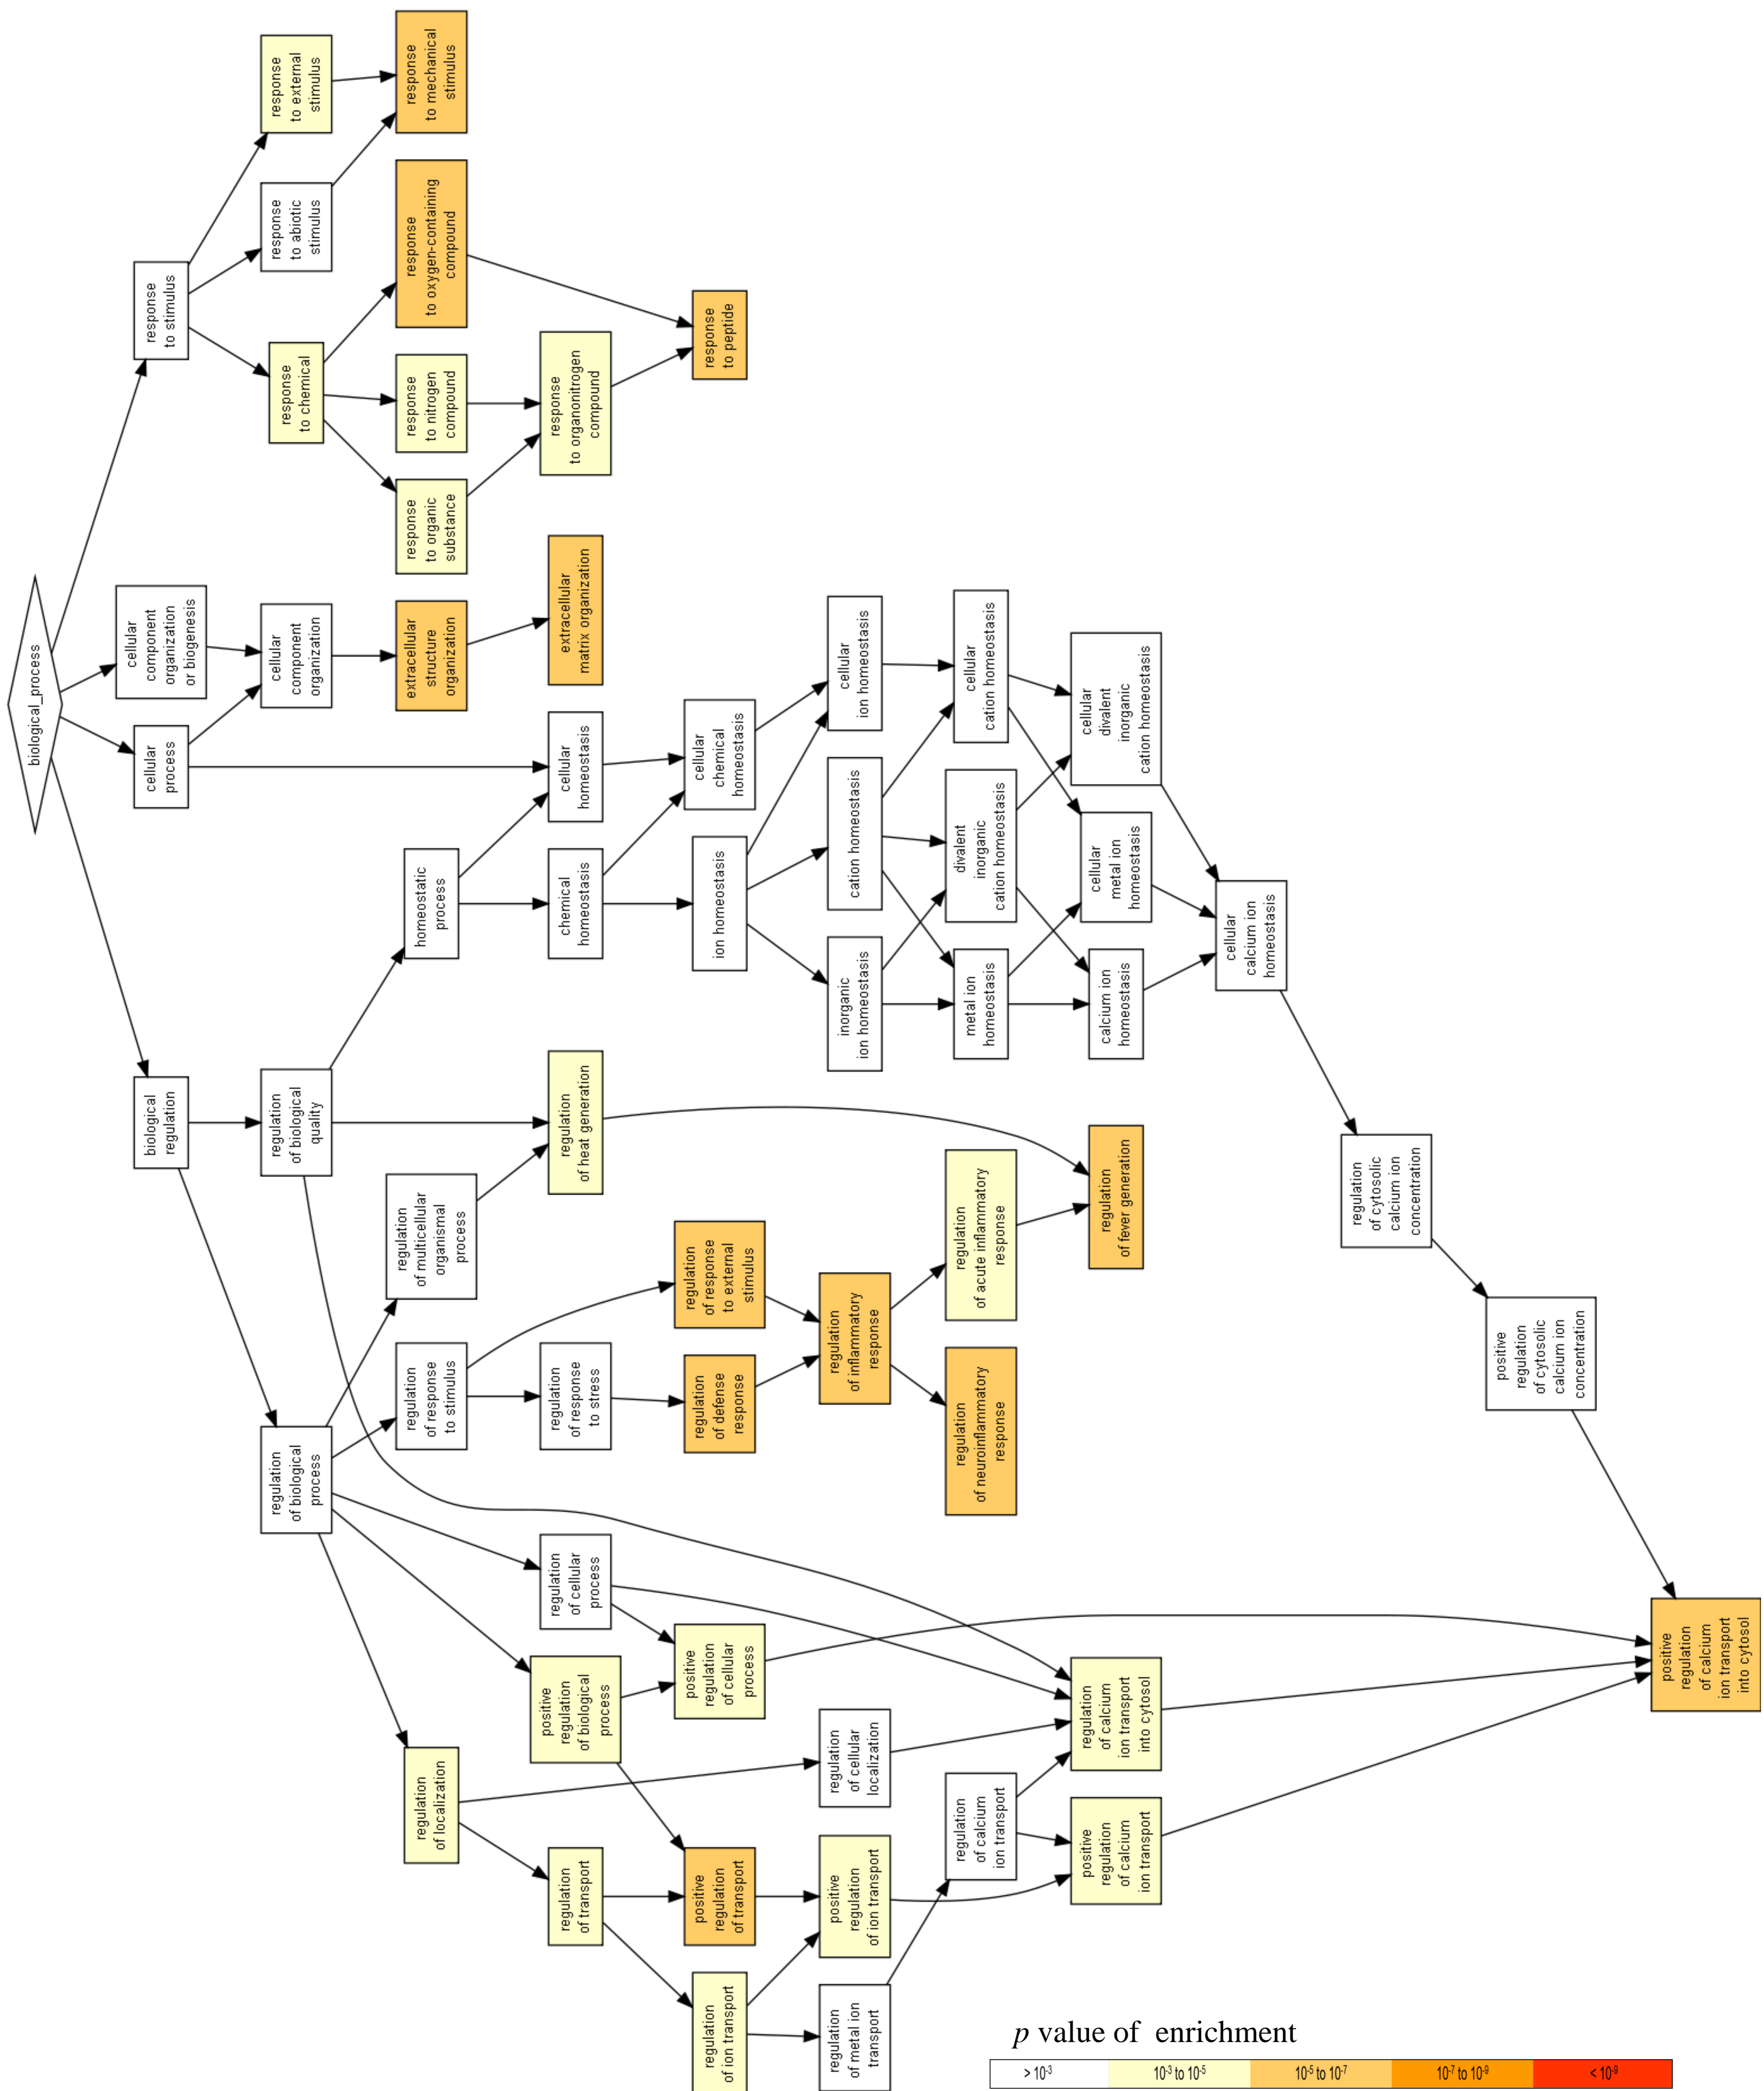 response
to external
stimulus
response
to mechanical
stimulus
response
to abiotic
stimulus
response
to oxygen-containing
compound
response
to stimulus
response
to peptide
response
to chemical
response
to nitrogen
compound
response
to organonitrogen
compound
response
to organic
substance
biological_process
cellular
component
organization
or biogenesis
cellular
component
organization
extracellular
structure
organization
extracellular
matrix organization
cellular
process
cellular
homeostasis
cellular
chemical
homeostasis
cellular
ion homeostasis
cellular
cation homeostasis
cellular
divalent
inorganic
cation homeostasis
homeostatic
process
chemical
homeostasis
ion homeostasis
cation homeostasis
divalent
inorganic
cation homeostasis
cellular
metal ion
homeostasis
inorganic
ion homeostasis
metal ion
homeostasis
calcium ion
homeostasis
cellular
calcium ion
homeostasis
biological
regulation
regulation
of biological
quality
regulation
of heat generation
regulation
of multicellular
organismal
process
regulation
of response
to external
stimulus
regulation
of acute inflammatory
response
regulation
of fever generation
regulation
of cytosolic
calcium ion
concentration
regulation
of response
to stimulus
regulation
of response
to stress
regulation
of defense
response
regulation
of inflammatory
response
regulation
of neuroinflammatory
response
positive
regulation
of cytosolic
calcium ion
concentration
regulation
of biological
process
regulation
of cellular
process
positive
regulation
of biological
process
positive
regulation
of cellular
process
regulation
of calcium
ion transport
into cytosol
positive
regulation
of calcium
ion transport
into cytosol
regulation
of localization
regulation
of cellular
localization
regulation
of calcium
ion transport
positive
regulation
of calcium
ion transport
regulation
of transport
positive
regulation
of transport
positive
regulation
of ion transport
regulation
of ion transport
regulation
of metal ion
transport
p value of enrichment
> 10-3
10-3 to 10-5
10-5 to 10-7
10-7 to 10-9
< 10-9